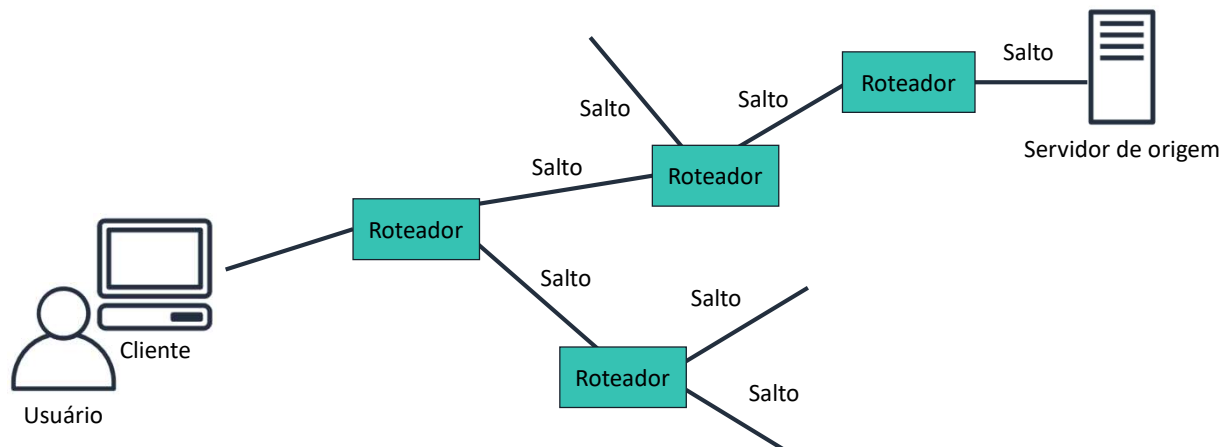 Salto
Roteador
Salto
Salto
Servidor de origem
Salto
Roteador
Roteador
Salto
Salto
Cliente
Roteador
Salto
Usuário